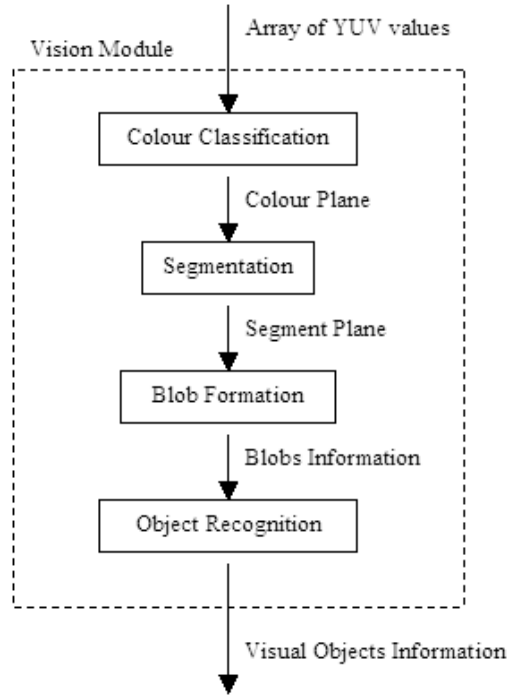 Array of YUV values
Vision Module
Colour Classification
Colour Plane
Segmentation
Segment Plane
Blob Formation
Blobs Information
Object Recognition
Visual Objects Information